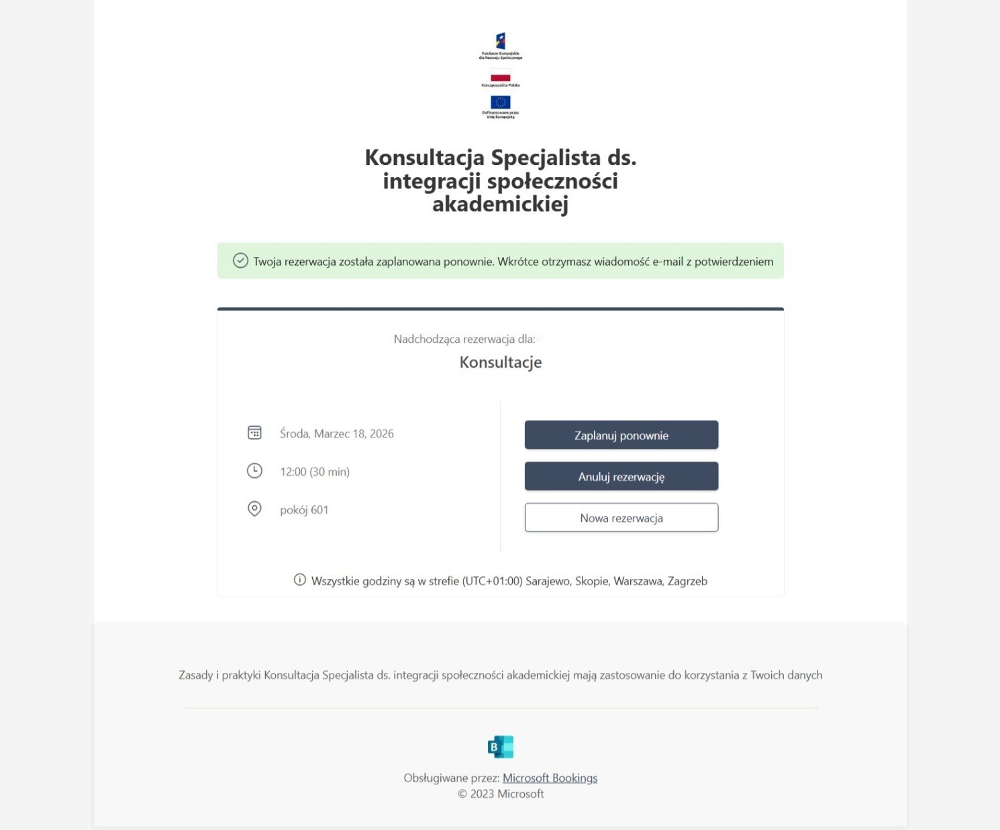 Fundusze Europejskie
dla Rozwoju Społecznego
Rzeczpospolita Polska
Dofinansowane przez
Unię Europejską
Konsultacja Specjalista ds.
integracji społeczności
akademickiej
Twoja rezerwacja została zaplanowana ponownie. Wkrótce otrzymasz wiadomość e-mail z potwierdzeniem
Nadchodząca rezerwacja dla:
Konsultacje
Środa, Marzec 18, 2026
12:00 (30 min)
pokój 601
Zaplanuj ponownie
Anuluj rezerwację
Nowa rezerwacja
Wszystkie godziny są w strefie (UTC+01:00) Sarajewo, Skopie, Warszawa, Zagrzeb
Zasady i praktyki Konsultacja Specjalista ds. integracji społeczności akademickiej mają zastosowanie do korzystania z Twoich danych
B
Obsługiwane przez: Microsoft Bookings
© 2023 Microsoft